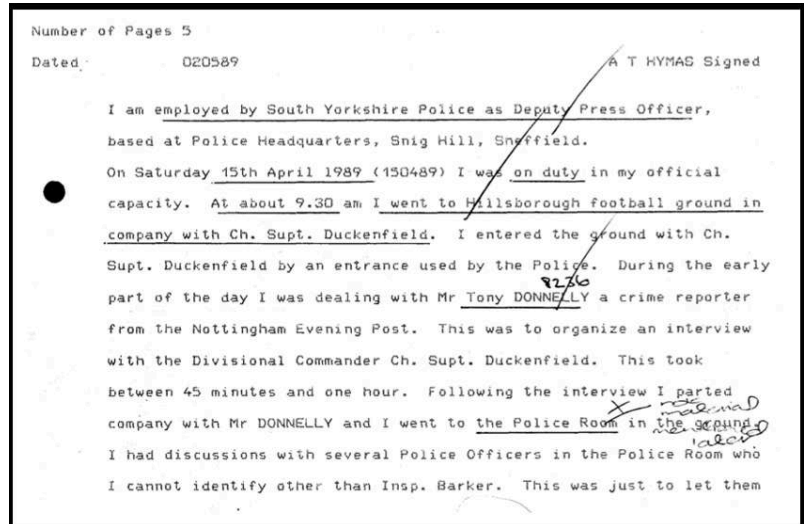 Number of Pages 5
Dated 020589 A T HYMAS Signed
I am employed by South Yorkshire Police as Deputy Press Officer,
based at Police Headquarters, Snig Hill, Sheffield.
On Saturday 15th April 1989 (150489) I was on duty in my official
capacity. At about 9.30 am I went to Hillsborough football ground in
company with Ch. Supt. Duckenfield. I entered the ground with Ch.
Supt. Duckenfield by an entrance used by the Police. During the early
8236
part of the day I was dealing with Mr Tony DONNELLY a crime reporter
from the Nottingham Evening Post. This was to organize an interview
with the Divisional Commander Ch. Supt. Duckenfield. This took
between 45 minutes and one hour. Following the interview I parted
company with Mr DONNELLY and I went to the Police Room in the ground.
not
material
later
I had discussions with several Police Officers in the Police Room who
I cannot identify other than Insp. Barker. This was just to let them